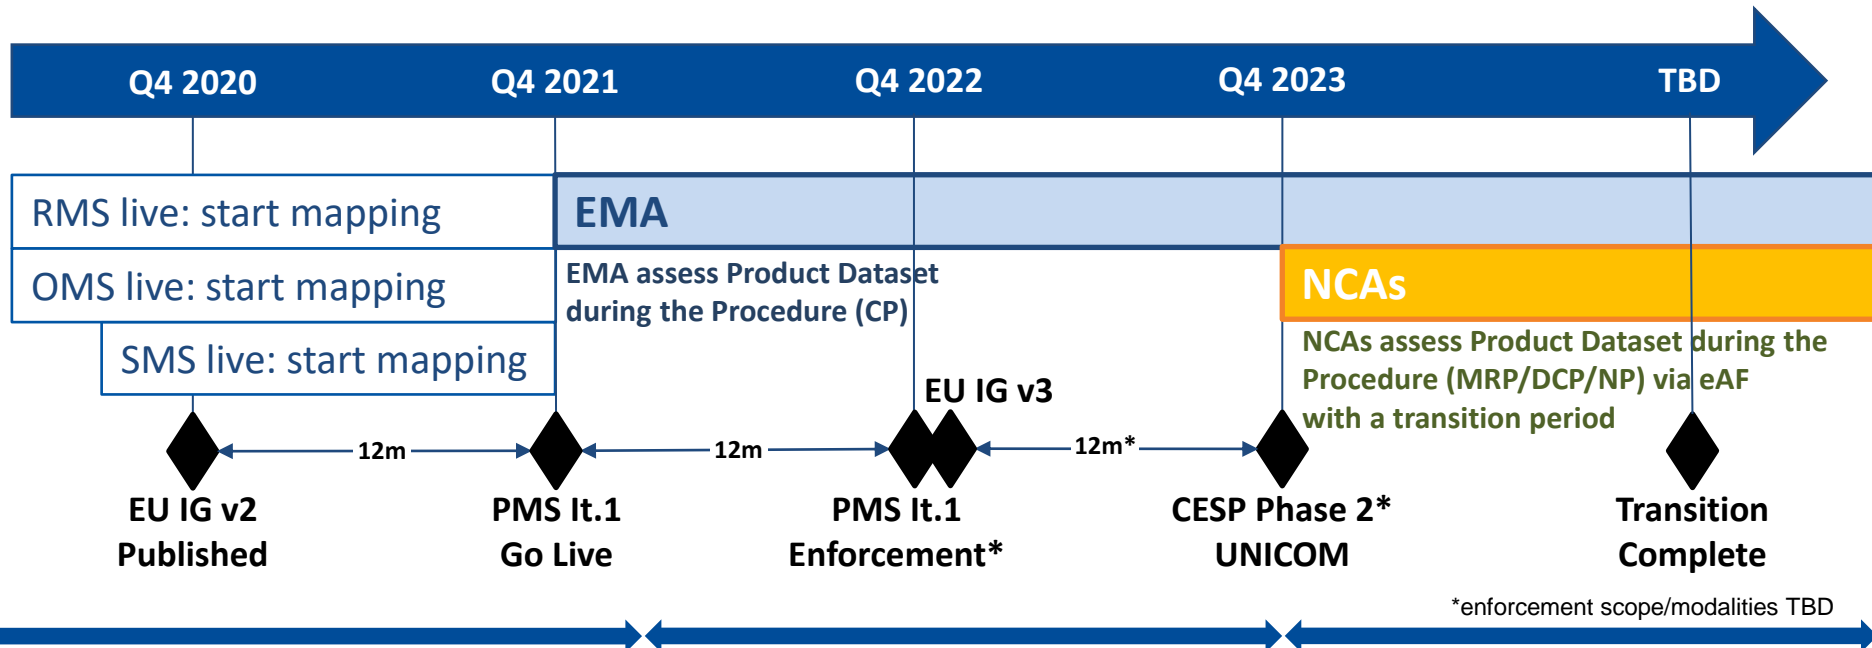 Q4 2020 Q4 2021 Q4 2022 Q4 2023 TBD
RMS live: start mapping
EMA
OMS live: start mapping
EMA assess Product Dataset
during the Procedure (CP)
NCAs
SMS live: start mapping
NCAs assess Product Dataset during the
Procedure (MRP/DCP/NP) via eAF
with a transition period
EU IG v3
12m
12m
12m*
EU IG v2
Published
PMS It.1
Go Live
PMS It.1
Enforcement*
CESP Phase 2*
UNICOM
Transition
Complete
*enforcement scope/modalities TBD